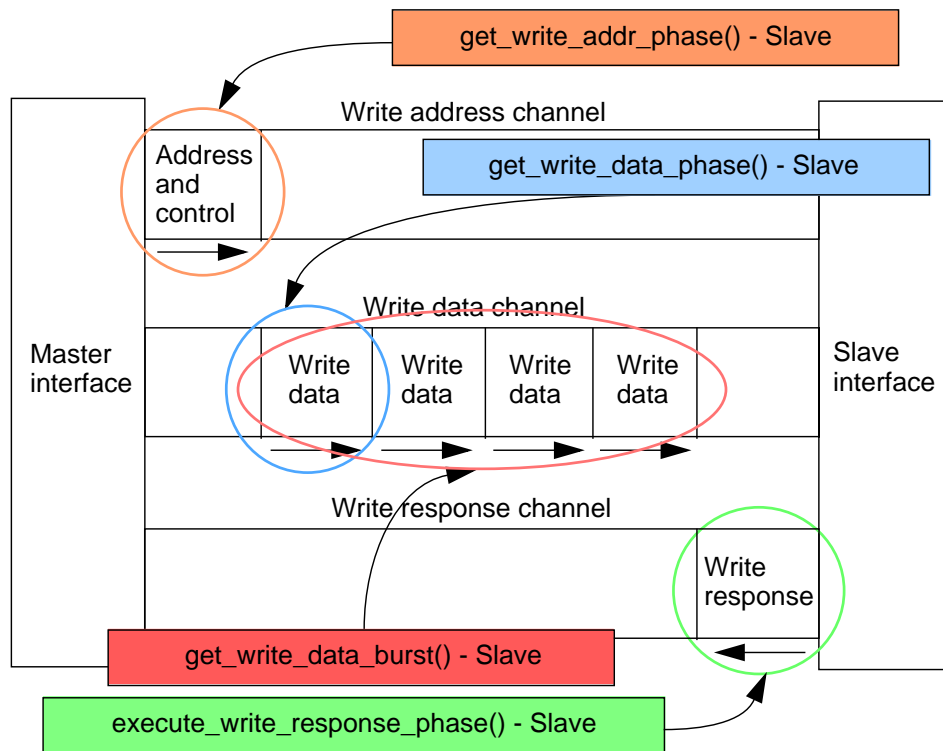 get_write_addr_phase() - Slave
Write address channel
Address
and
control
get_write_data_phase() - Slave
Write data channel
Master
interface
Write
data
Write
data
Write
data
Write
data
Slave
interface
Write response channel
Write
response
get_write_data_burst() - Slave
execute_write_response_phase() - Slave